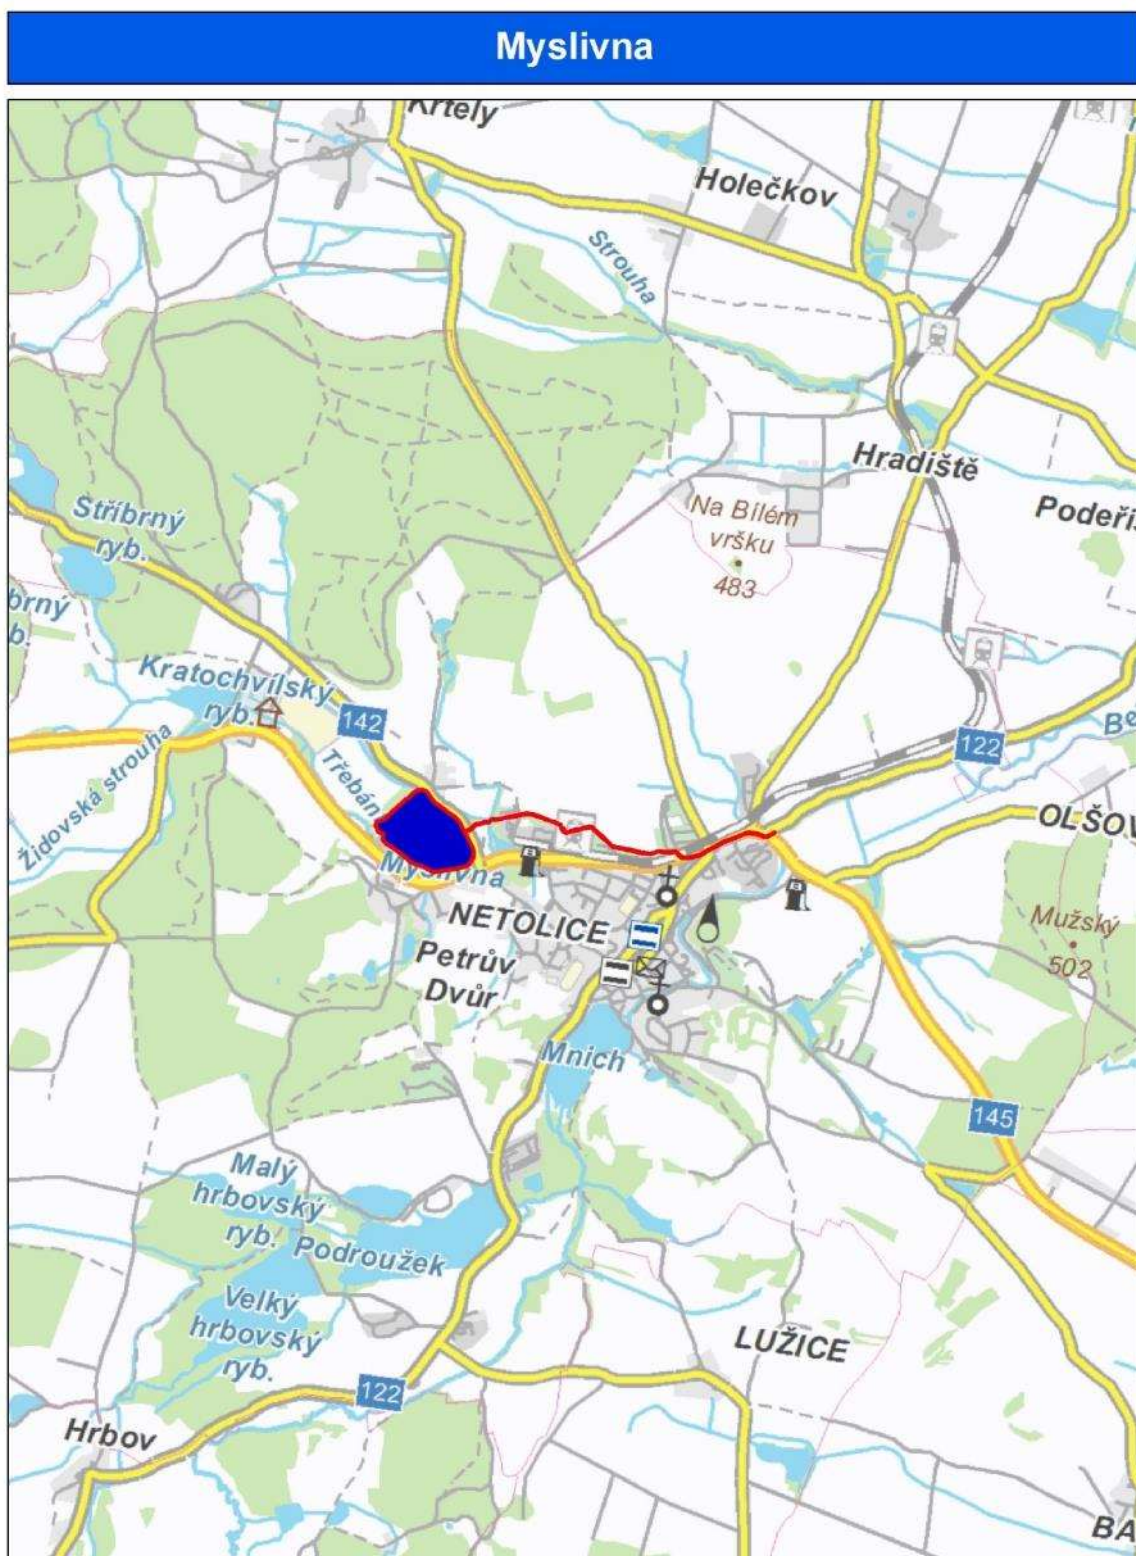 Myslivna
Krtely
Holečkov
Strouha
Hradiště
Na Bílém
vršku
483
Stříbrný
ryb.
Kratochvílský
ryb.
142
122
Židovská strouha
Třebán
Myslivna
OLŠOV
NETOLICE
Mužský
502
Petrův
Dvůr
Mnich
145
Malý
hrbovský
ryb.
Podroužek
Velký
hrbovský
ryb.
LUŽICE
122
Hrbov
BA